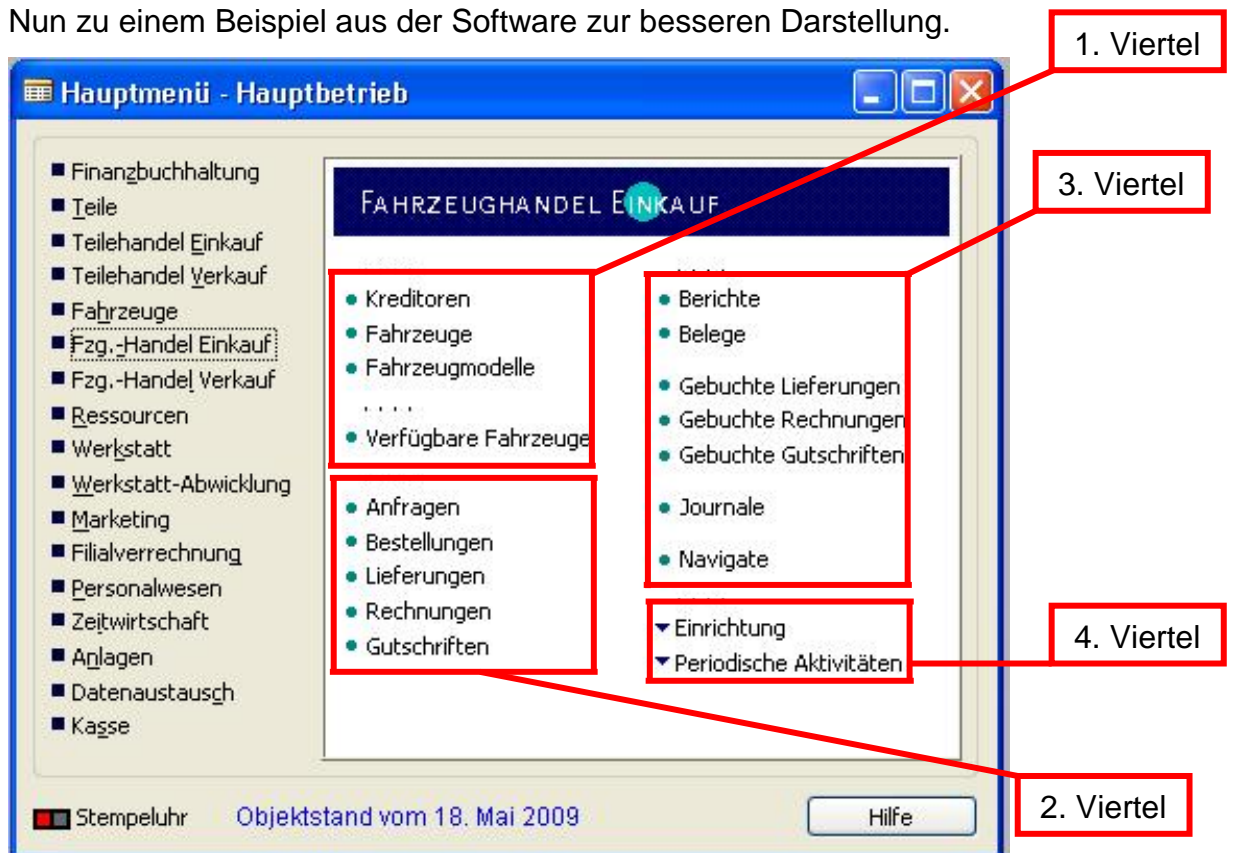 Nun zu einem Beispiel aus der Software zur besseren Darstellung.
1. Viertel
Hauptmenü - Hauptbetrieb
3. Viertel
Finanzbuchhaltung
Teile
Teilehandel Einkauf
Teilehandel Verkauf
Fahrzeuge
Fzg.-Handel Einkauf
Fzg.-Handel Verkauf
Ressourcen
Werkstatt
Werkstatt-Abwicklung
Marketing
Filialverrechnung
Personalwesen
Zeitwirtschaft
Anlagen
Datenaustausch
Kasse
FAHRZEUGHANDEL EINKAUF
Kreditoren
Fahrzeuge
Fahrzeugmodelle
Verfügbare Fahrzeuge
Anfragen
Bestellungen
Lieferungen
Rechnungen
Gutschriften
Berichte
Belege
Gebuchte Lieferungen
Gebuchte Rechnungen
Gebuchte Gutschriften
Journale
Navigate
Einrichtung
Periodische Aktivitäten
4. Viertel
2. Viertel
Stempeluhr
Objektstand vom 18. Mai 2009
Hilfe